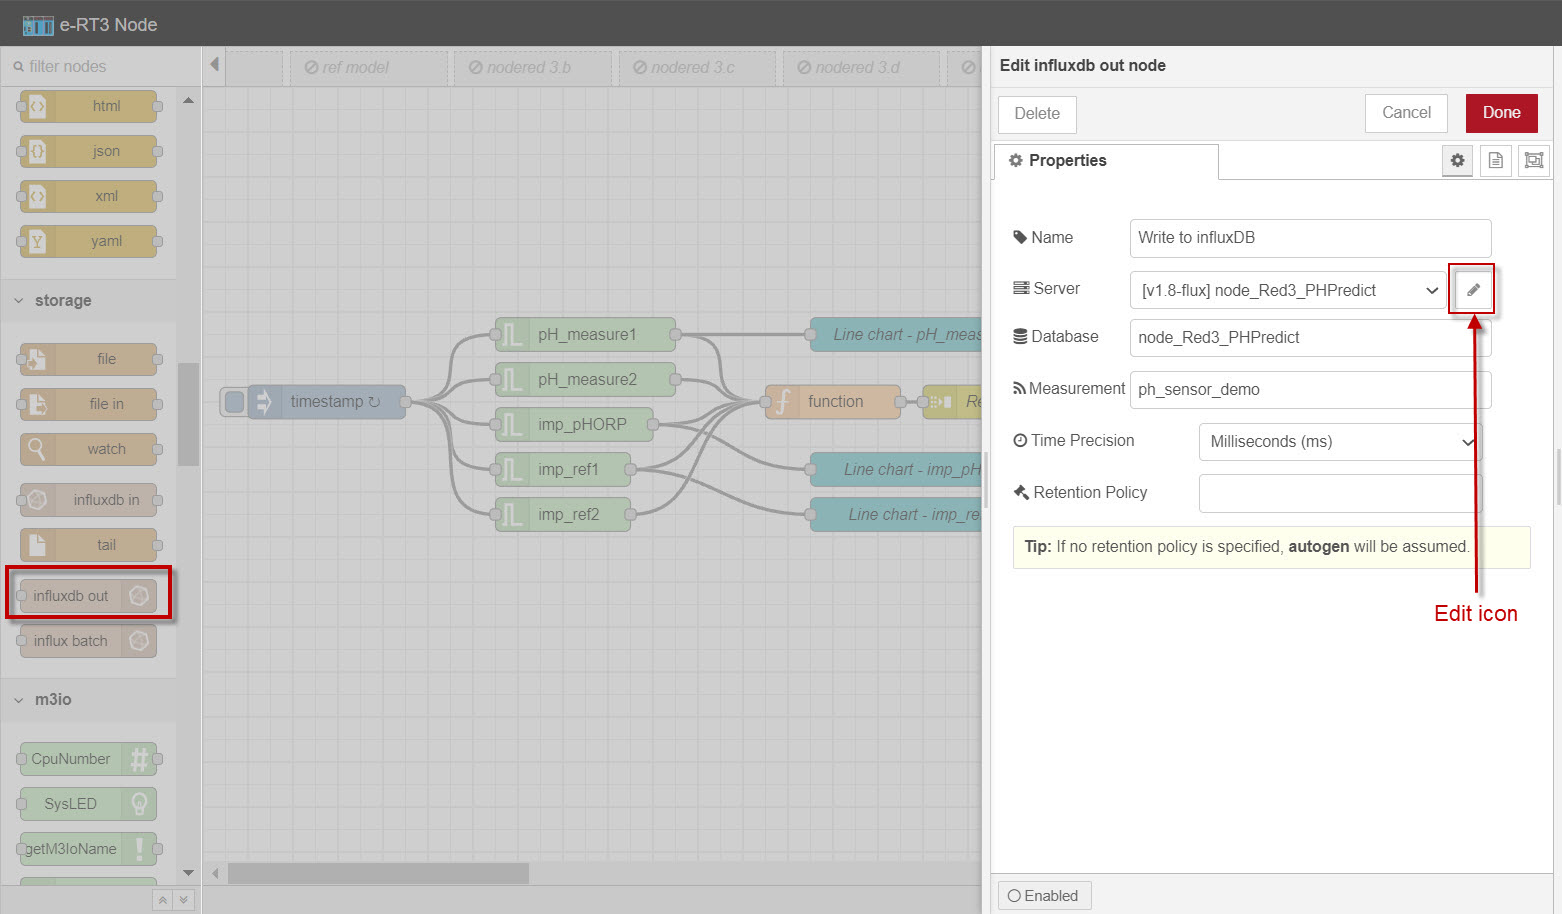 e-RT3 Node
filter nodes
html
json
xml
yaml
storage
file
file in
watch
influxdb in
tail
influxdb out
influx batch
m3io
CpuNumber
SysLED
getM3IoName
ref model
nodered 3.b
nodered 3.c
nodered 3.d
timestamp ↻
pH_measure1
pH_measure2
imp_pHORP
imp_ref1
imp_ref2
function
Re
Line chart - pH_meas
Line chart - imp_pH
Line chart - imp_re
Edit influxdb out node
Delete
Cancel
Done
Properties
Name
Write to influxDB
Server
[v1.8-flux] node_Red3_PHPredict
Database
node_Red3_PHPredict
Measurement
ph_sensor_demo
Time Precision
Milliseconds (ms)
Retention Policy
Tip: If no retention policy is specified, autogen will be assumed.
Edit icon
Enabled